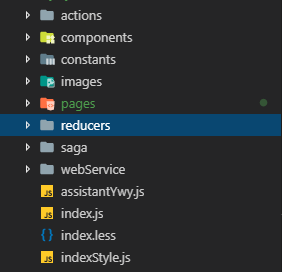 actions
components
constants
images
pages
reducers
saga
webService
assistantYwy.js
index.js
index.less
indexStyle.js